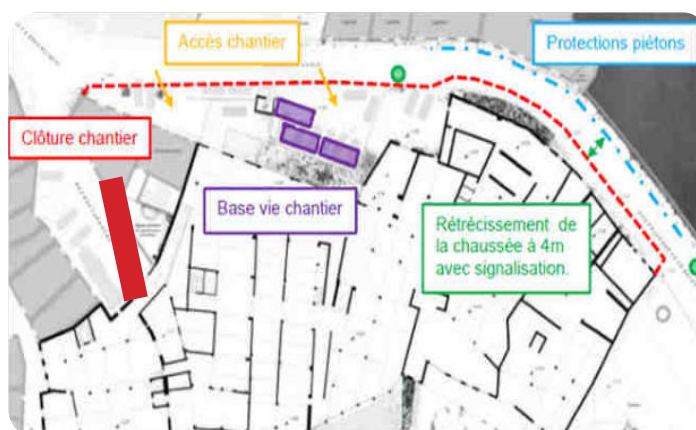 Accès chantier
Protections piétons
Clôture chantier
Base vie chantier
Rétrécissement de
la chaussée à 4m
avec signalisation.